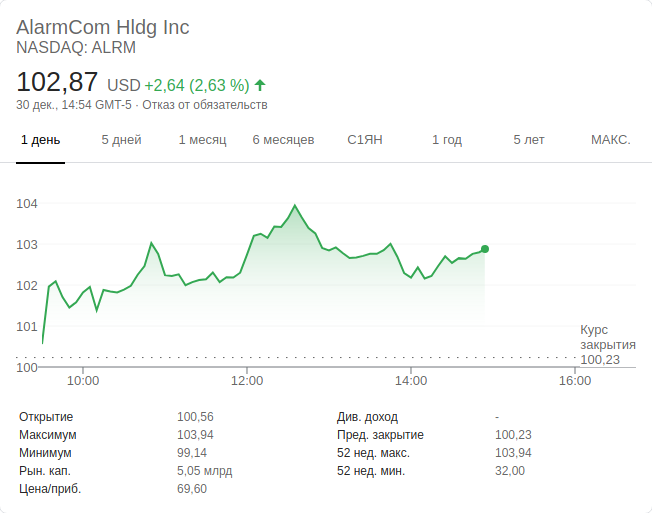 AlarmCom Hldg Inc
NASDAQ: ALRM
102,87 USD +2,64 (2,63 %)
30 дек., 14:54 GMT-5 · Отказ от обязательств
1 день 5 дней 1 месяц 6 месяцев С1ЯН 1 год 5 лет МАКС.
104
103
102
101
100
Курс
закрытия
100,23
10:00 12:00 14:00 16:00
Открытие 100,56 Див. доход -
Максимум 103,94 Пред. закрытие 100,23
Минимум 99,14 52 нед. макс. 103,94
Рын. кап. 5,05 млрд 52 нед. мин. 32,00
Цена/приб. 69,60